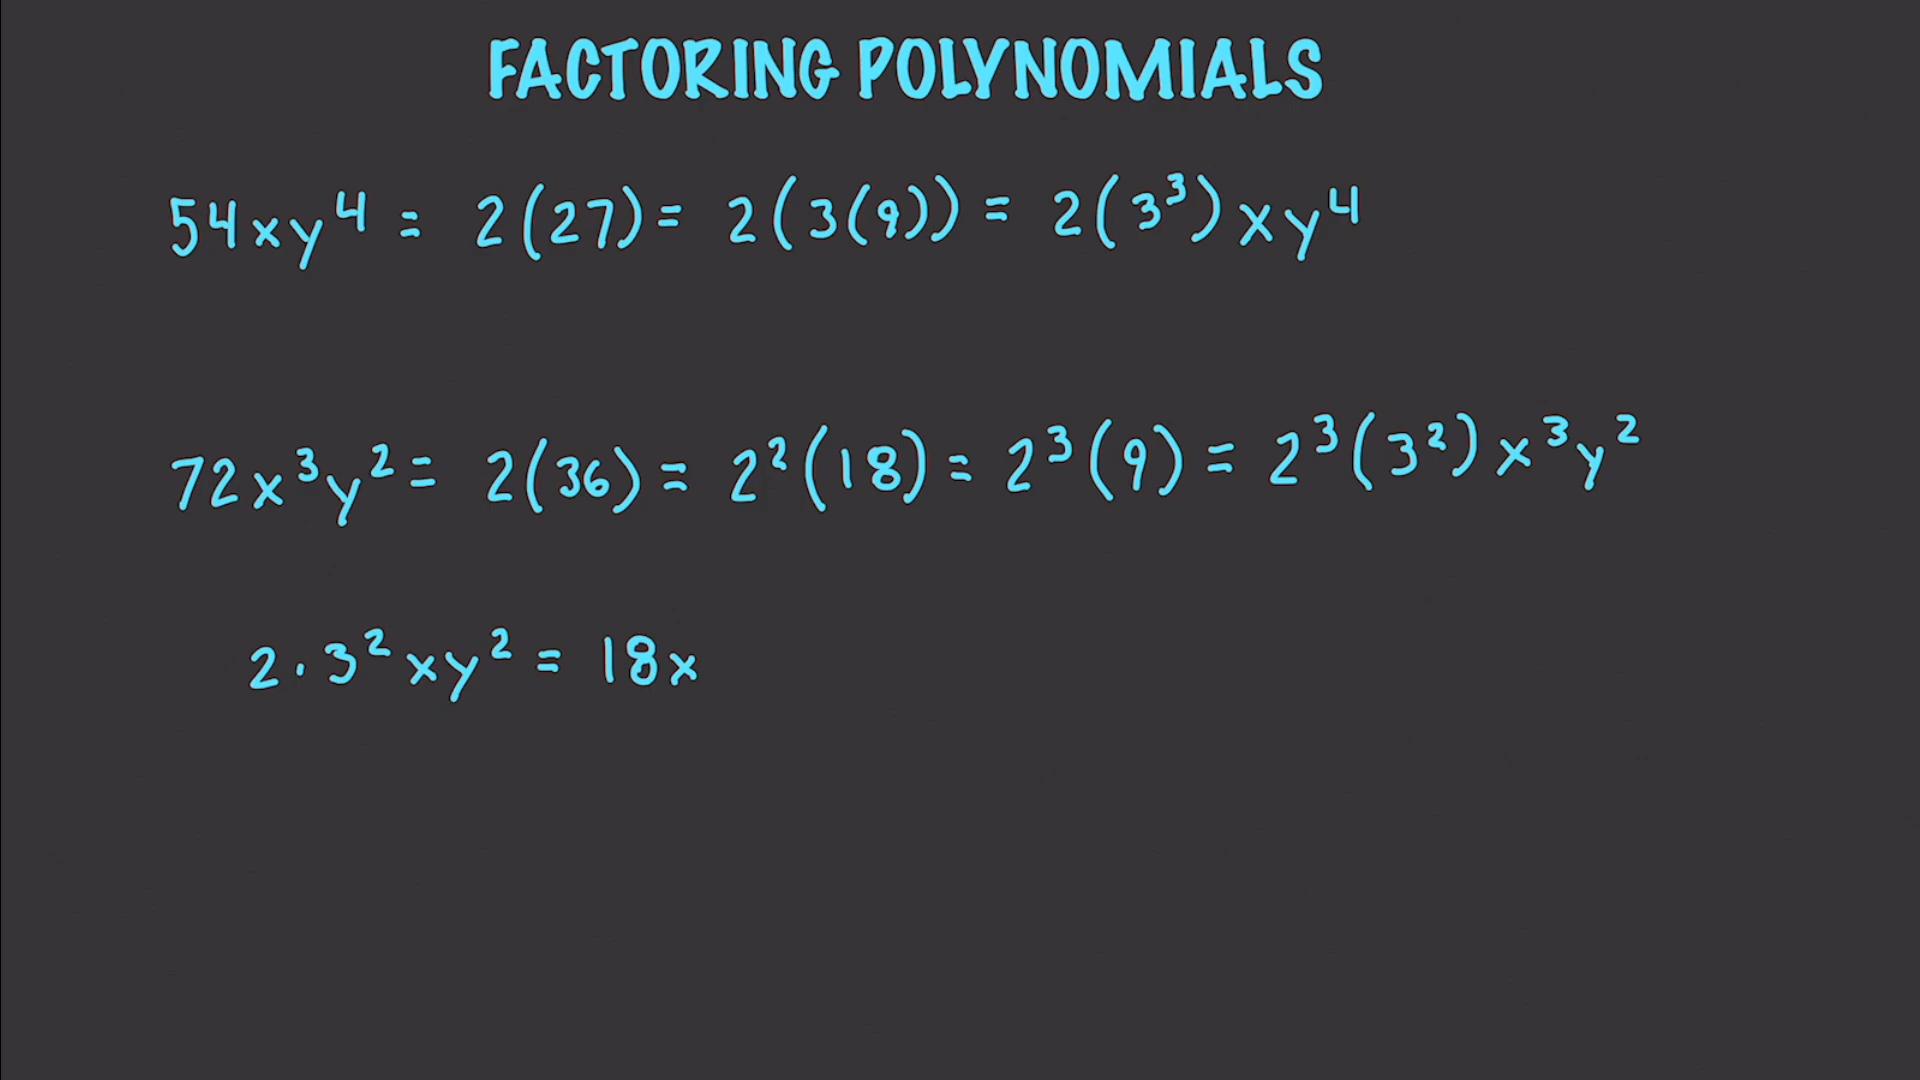 FACTORING POLYNOMIALS
54xy⁴ = 2(27) = 2(3(9)) = 2(3³)xy⁴
72x³y² = 2(36) = 2²(18) = 2³(9) = 2³(3²)x³y²
2·3²xy² = 18x